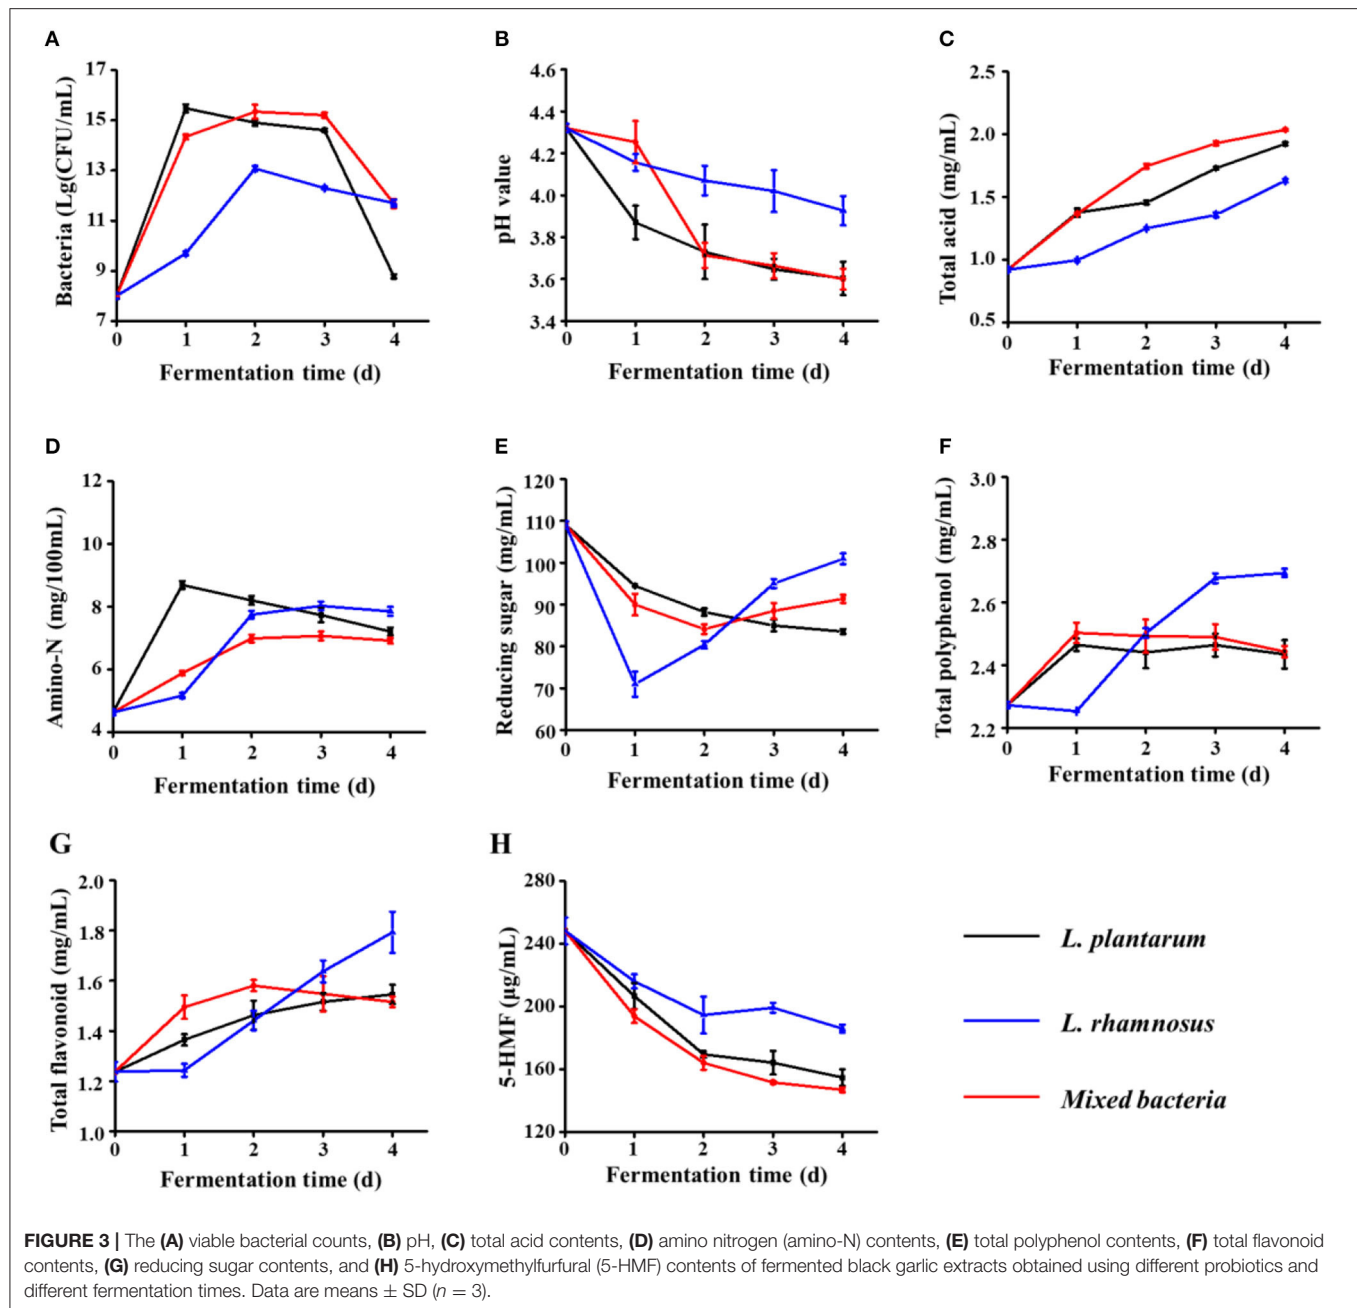 A
Bacteria (Lg(CFU/mL)
17
15
13
11
9
7
0 1 2 3 4
Fermentation time (d)
B
pH value
4.6
4.4
4.2
4.0
3.8
3.6
3.4
0 1 2 3 4
Fermentation time (d)
C
Total acid (mg/mL)
2.5
2.0
1.5
1.0
0.5
0 1 2 3 4
Fermentation time (d)
D
Amino-N (mg/100mL)
12
10
8
6
4
0 1 2 3 4
Fermentation time (d)
E
Reducing sugar (mg/mL)
120
110
100
90
80
70
60
0 1 2 3 4
Fermentation time (d)
F
Total polyphenol (mg/mL)
3.0
2.8
2.6
2.4
2.2
0 1 2 3 4
Fermentation time (d)
G
Total flavonoid (mg/mL)
2.0
1.8
1.6
1.4
1.2
1.0
0 1 2 3 4
Fermentation time (d)
H
5-HMF (μg/mL)
280
240
200
160
120
0 1 2 3 4
Fermentation time (d)
L. plantarum
L. rhamnosus
Mixed bacteria
FIGURE 3 | The (A) viable bacterial counts, (B) pH, (C) total acid contents, (D) amino nitrogen (amino-N) contents, (E) total polyphenol contents, (F) total flavonoid
contents, (G) reducing sugar contents, and (H) 5-hydroxymethylfurfural (5-HMF) contents of fermented black garlic extracts obtained using different probiotics and
different fermentation times. Data are means ± SD (n = 3).